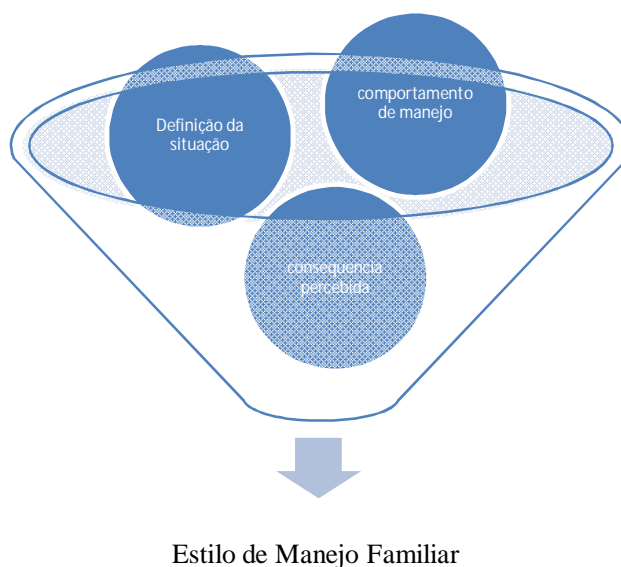 Definição da
situação
comportamento
de manejo
consequencia
percebida
Estilo de Manejo Familiar